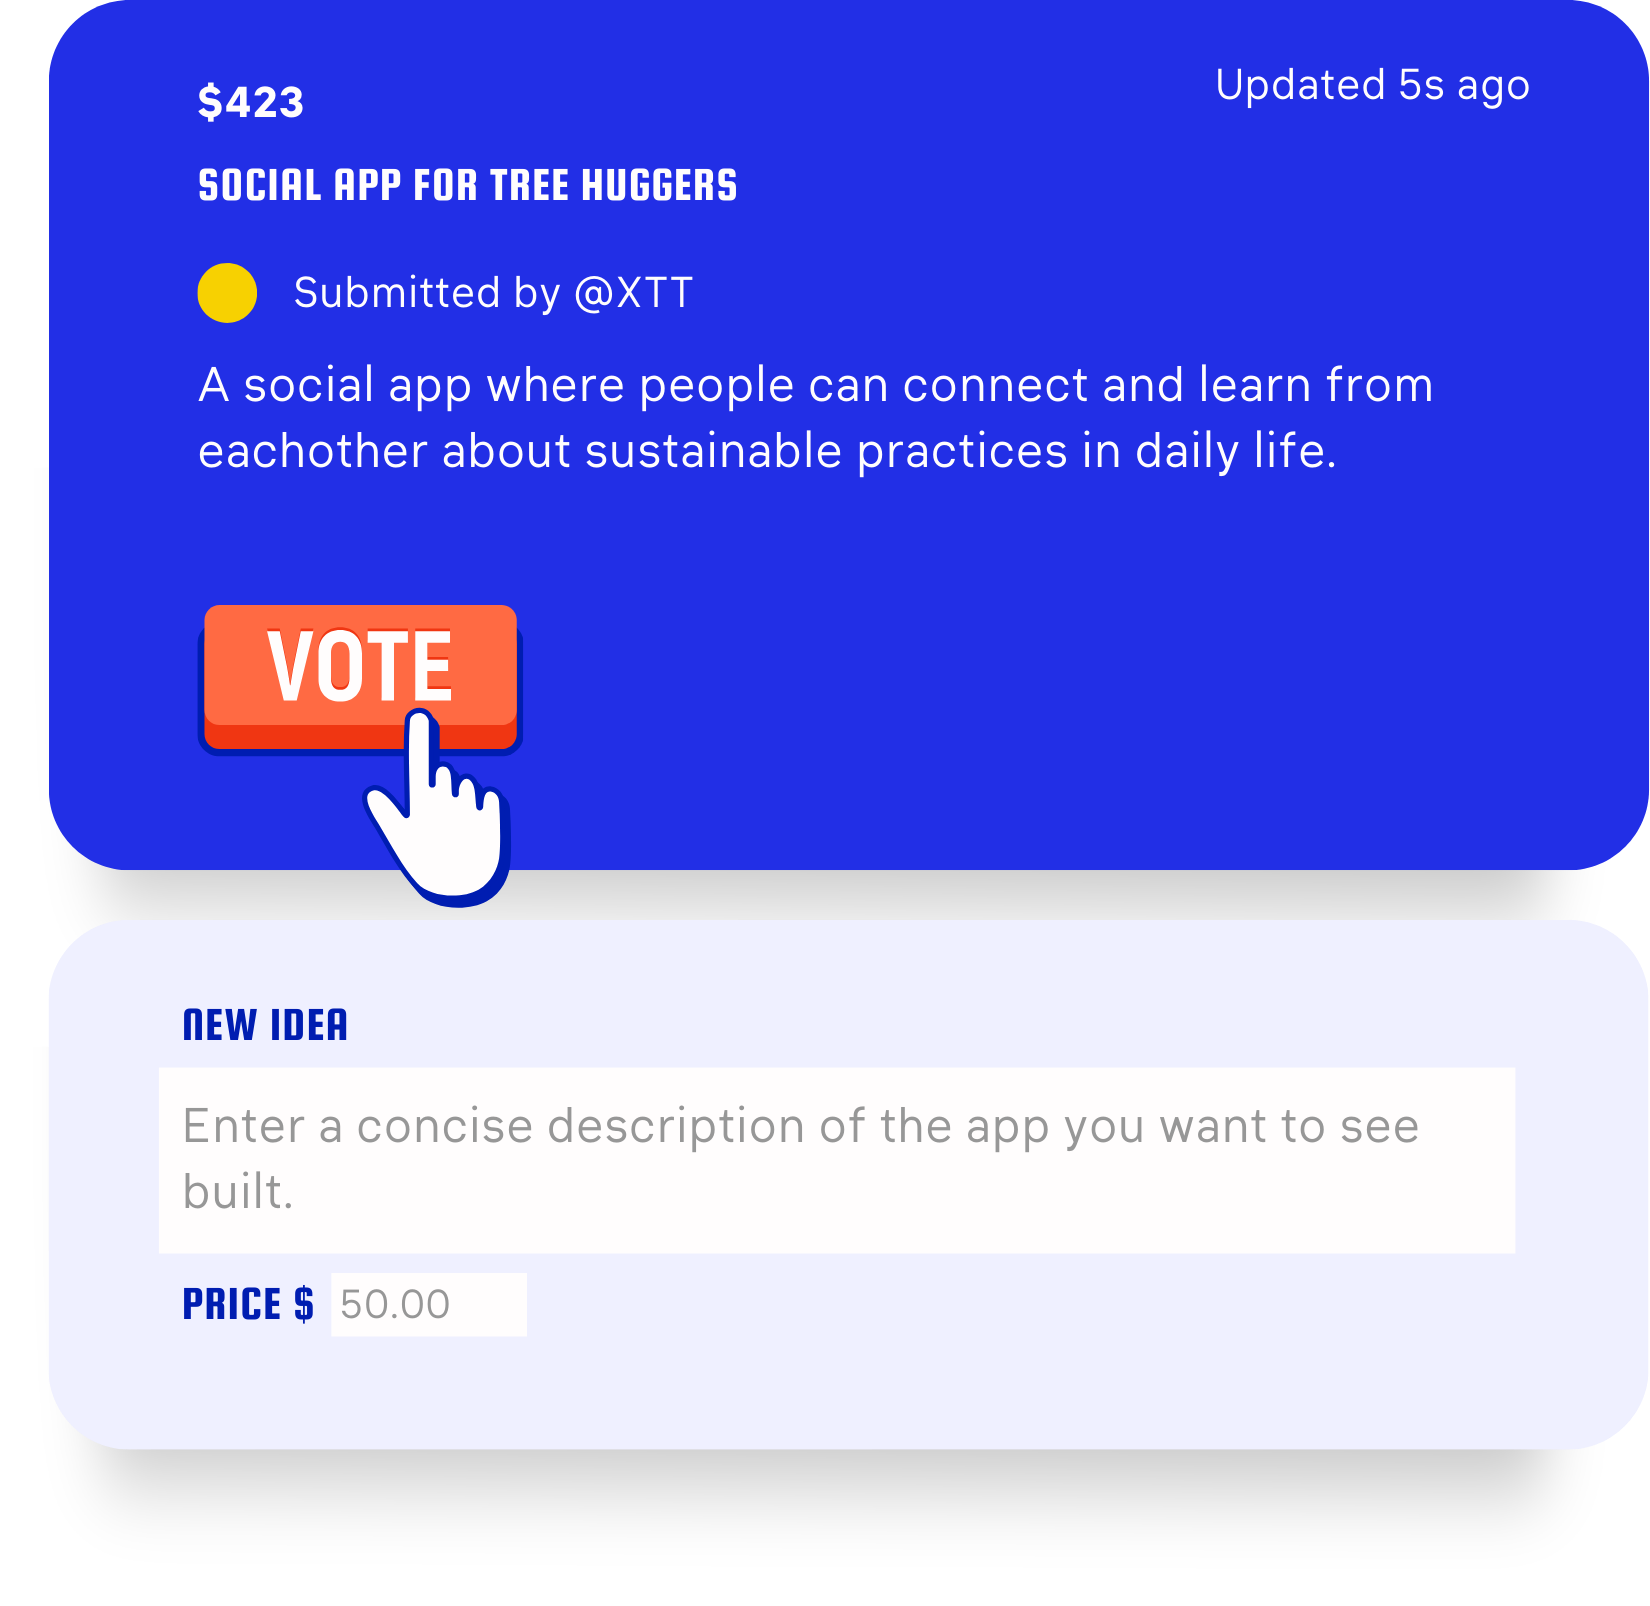 $423
Updated 5s ago
SOCIAL APP FOR TREE HUGGERS
Submitted by @XTT
A social app where people can connect and learn from
eachother about sustainable practices in daily life.
VOTE
NEW IDEA
Enter a concise description of the app you want to see
built.
PRICE $ 50.00